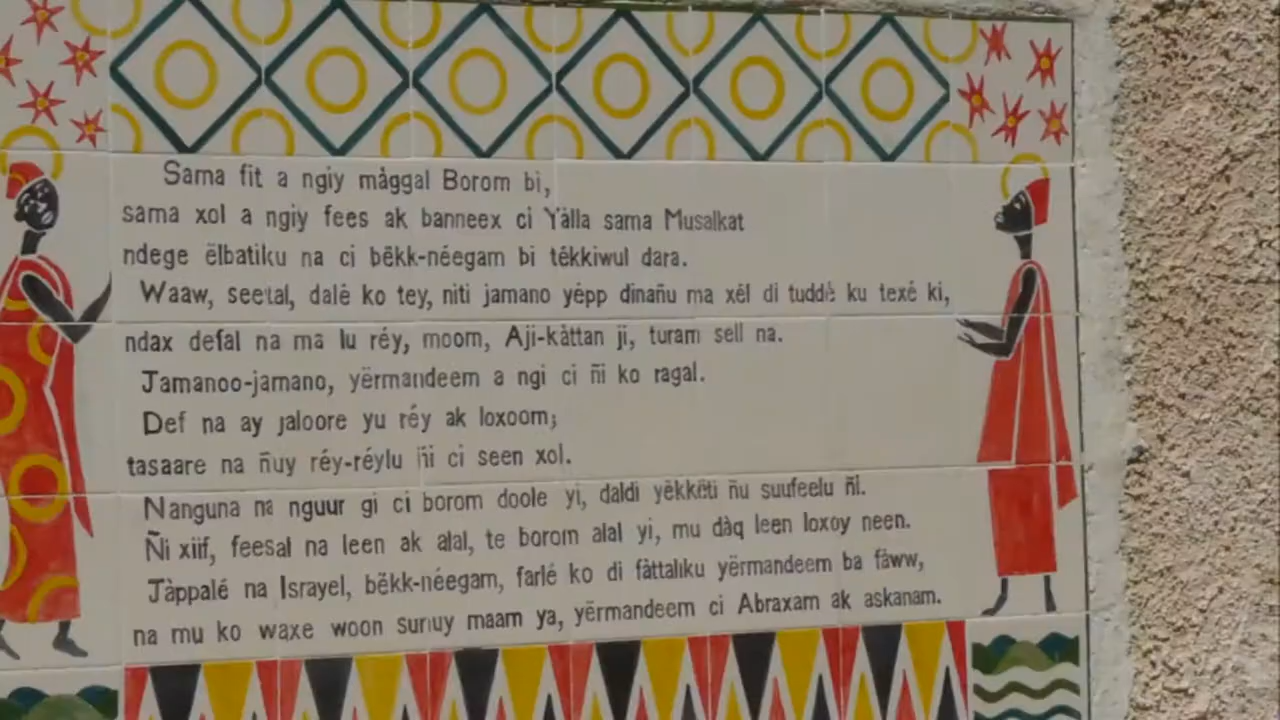 Sama fit a ngiy màggal Borom bi,
sama xol a ngiy fees ak banneex ci Yàlla sama Musalkat
ndege ëlbatiku na ci bëkk-néegam bi tëkkiwul dara.
Waaw, seetal, dalé ko tey, niti jamano yépp dinañu ma xël di tuddé ku texé ki,
ndax defal na ma lu réy, moom, Aji-kàttan ji, turam sell na.
Jamanoo-jamano, yërmandeem a ngi ci ñi ko ragal.
Def na ay jaloore yu réy ak loxoom;
tasaare na ñuy réy-réylu ñi ci seen xol.
Nanguna na nguur gi ci borom doole yi, daldi yékkéti ñu suufeelu ñi.
Ñi xiif, feesal na leen ak alal, te borom alal yi, mu dàq leen loxoy neen.
Jàppalé na Israyel, bëkk-néegam, farlé ko di fàttaliku yërmandeem ba fàww,
na mu ko waxe woon sunuy maam ya, yërmandeem ci Abraxam ak askanam.